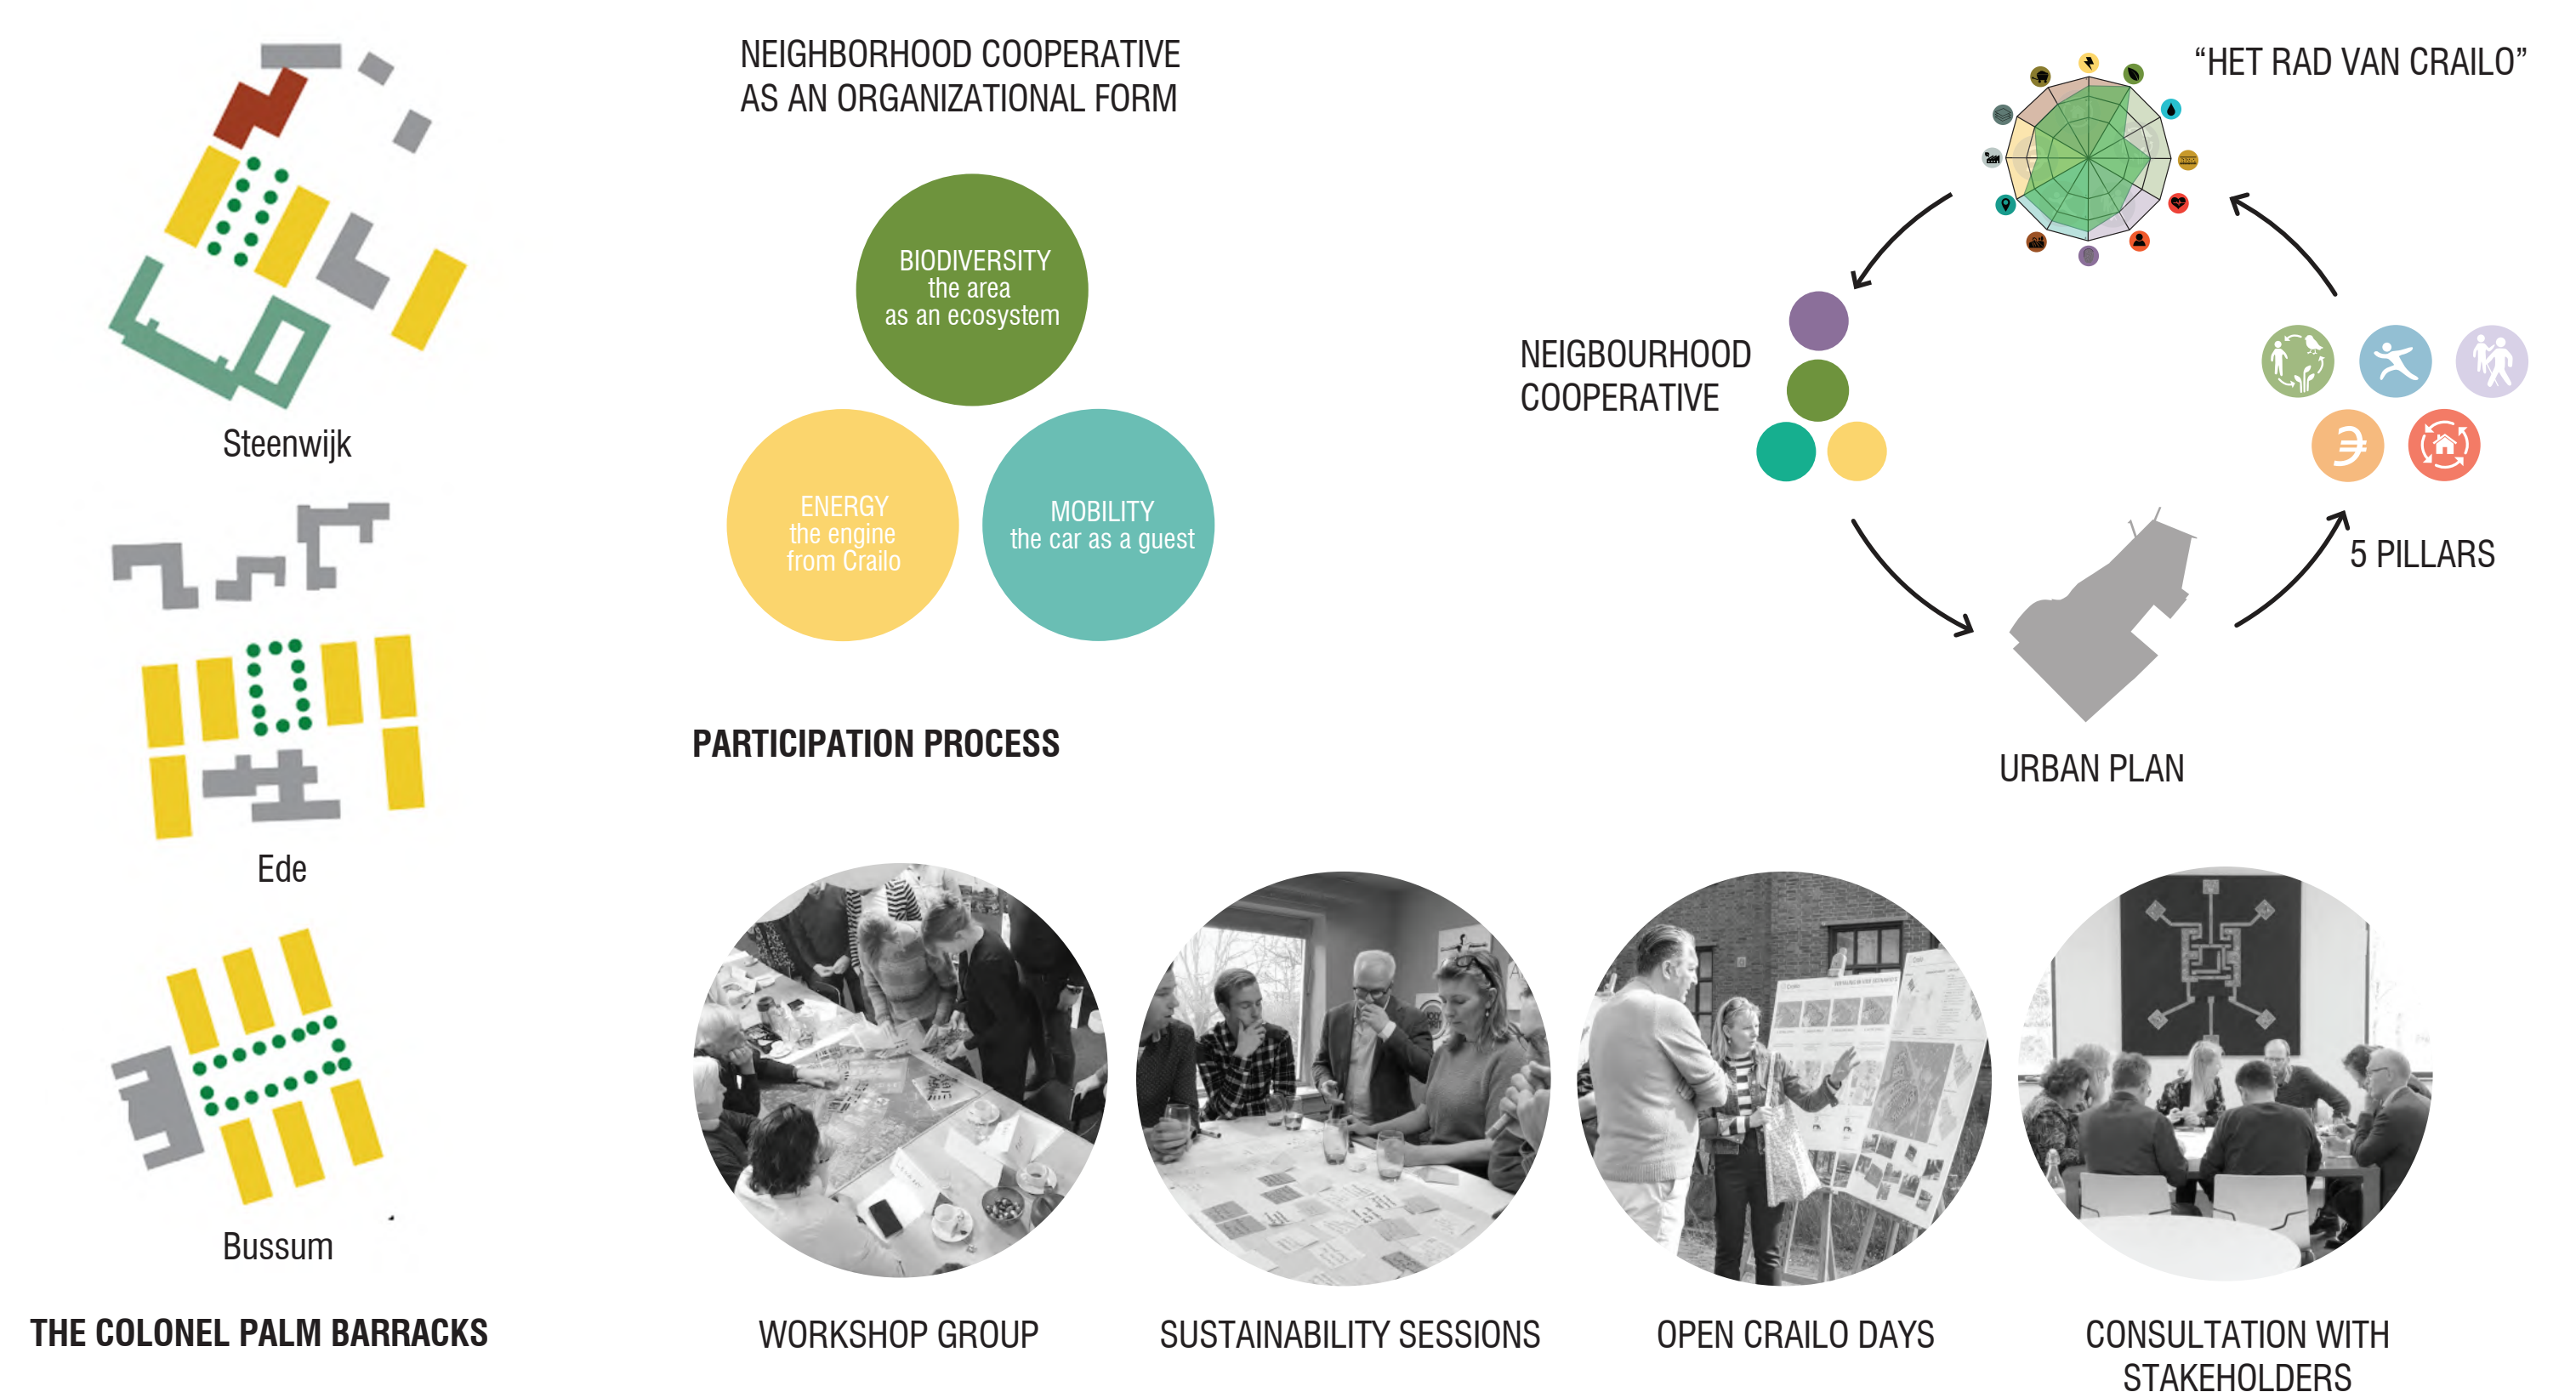 NEIGHBORHOOD COOPERATIVE
AS AN ORGANIZATIONAL FORM
BIODIVERSITY
the area
as an ecosystem
ENERGY
the engine
from Crailo
MOBILITY
the car as a guest
“HET RAD VAN CRAILO”
NEIGBOURHOOD
COOPERATIVE
5 PILLARS
URBAN PLAN
Steenwijk
Ede
Bussum
THE COLONEL PALM BARRACKS
PARTICIPATION PROCESS
WORKSHOP GROUP
SUSTAINABILITY SESSIONS
OPEN CRAILO DAYS
CONSULTATION WITH
STAKEHOLDERS